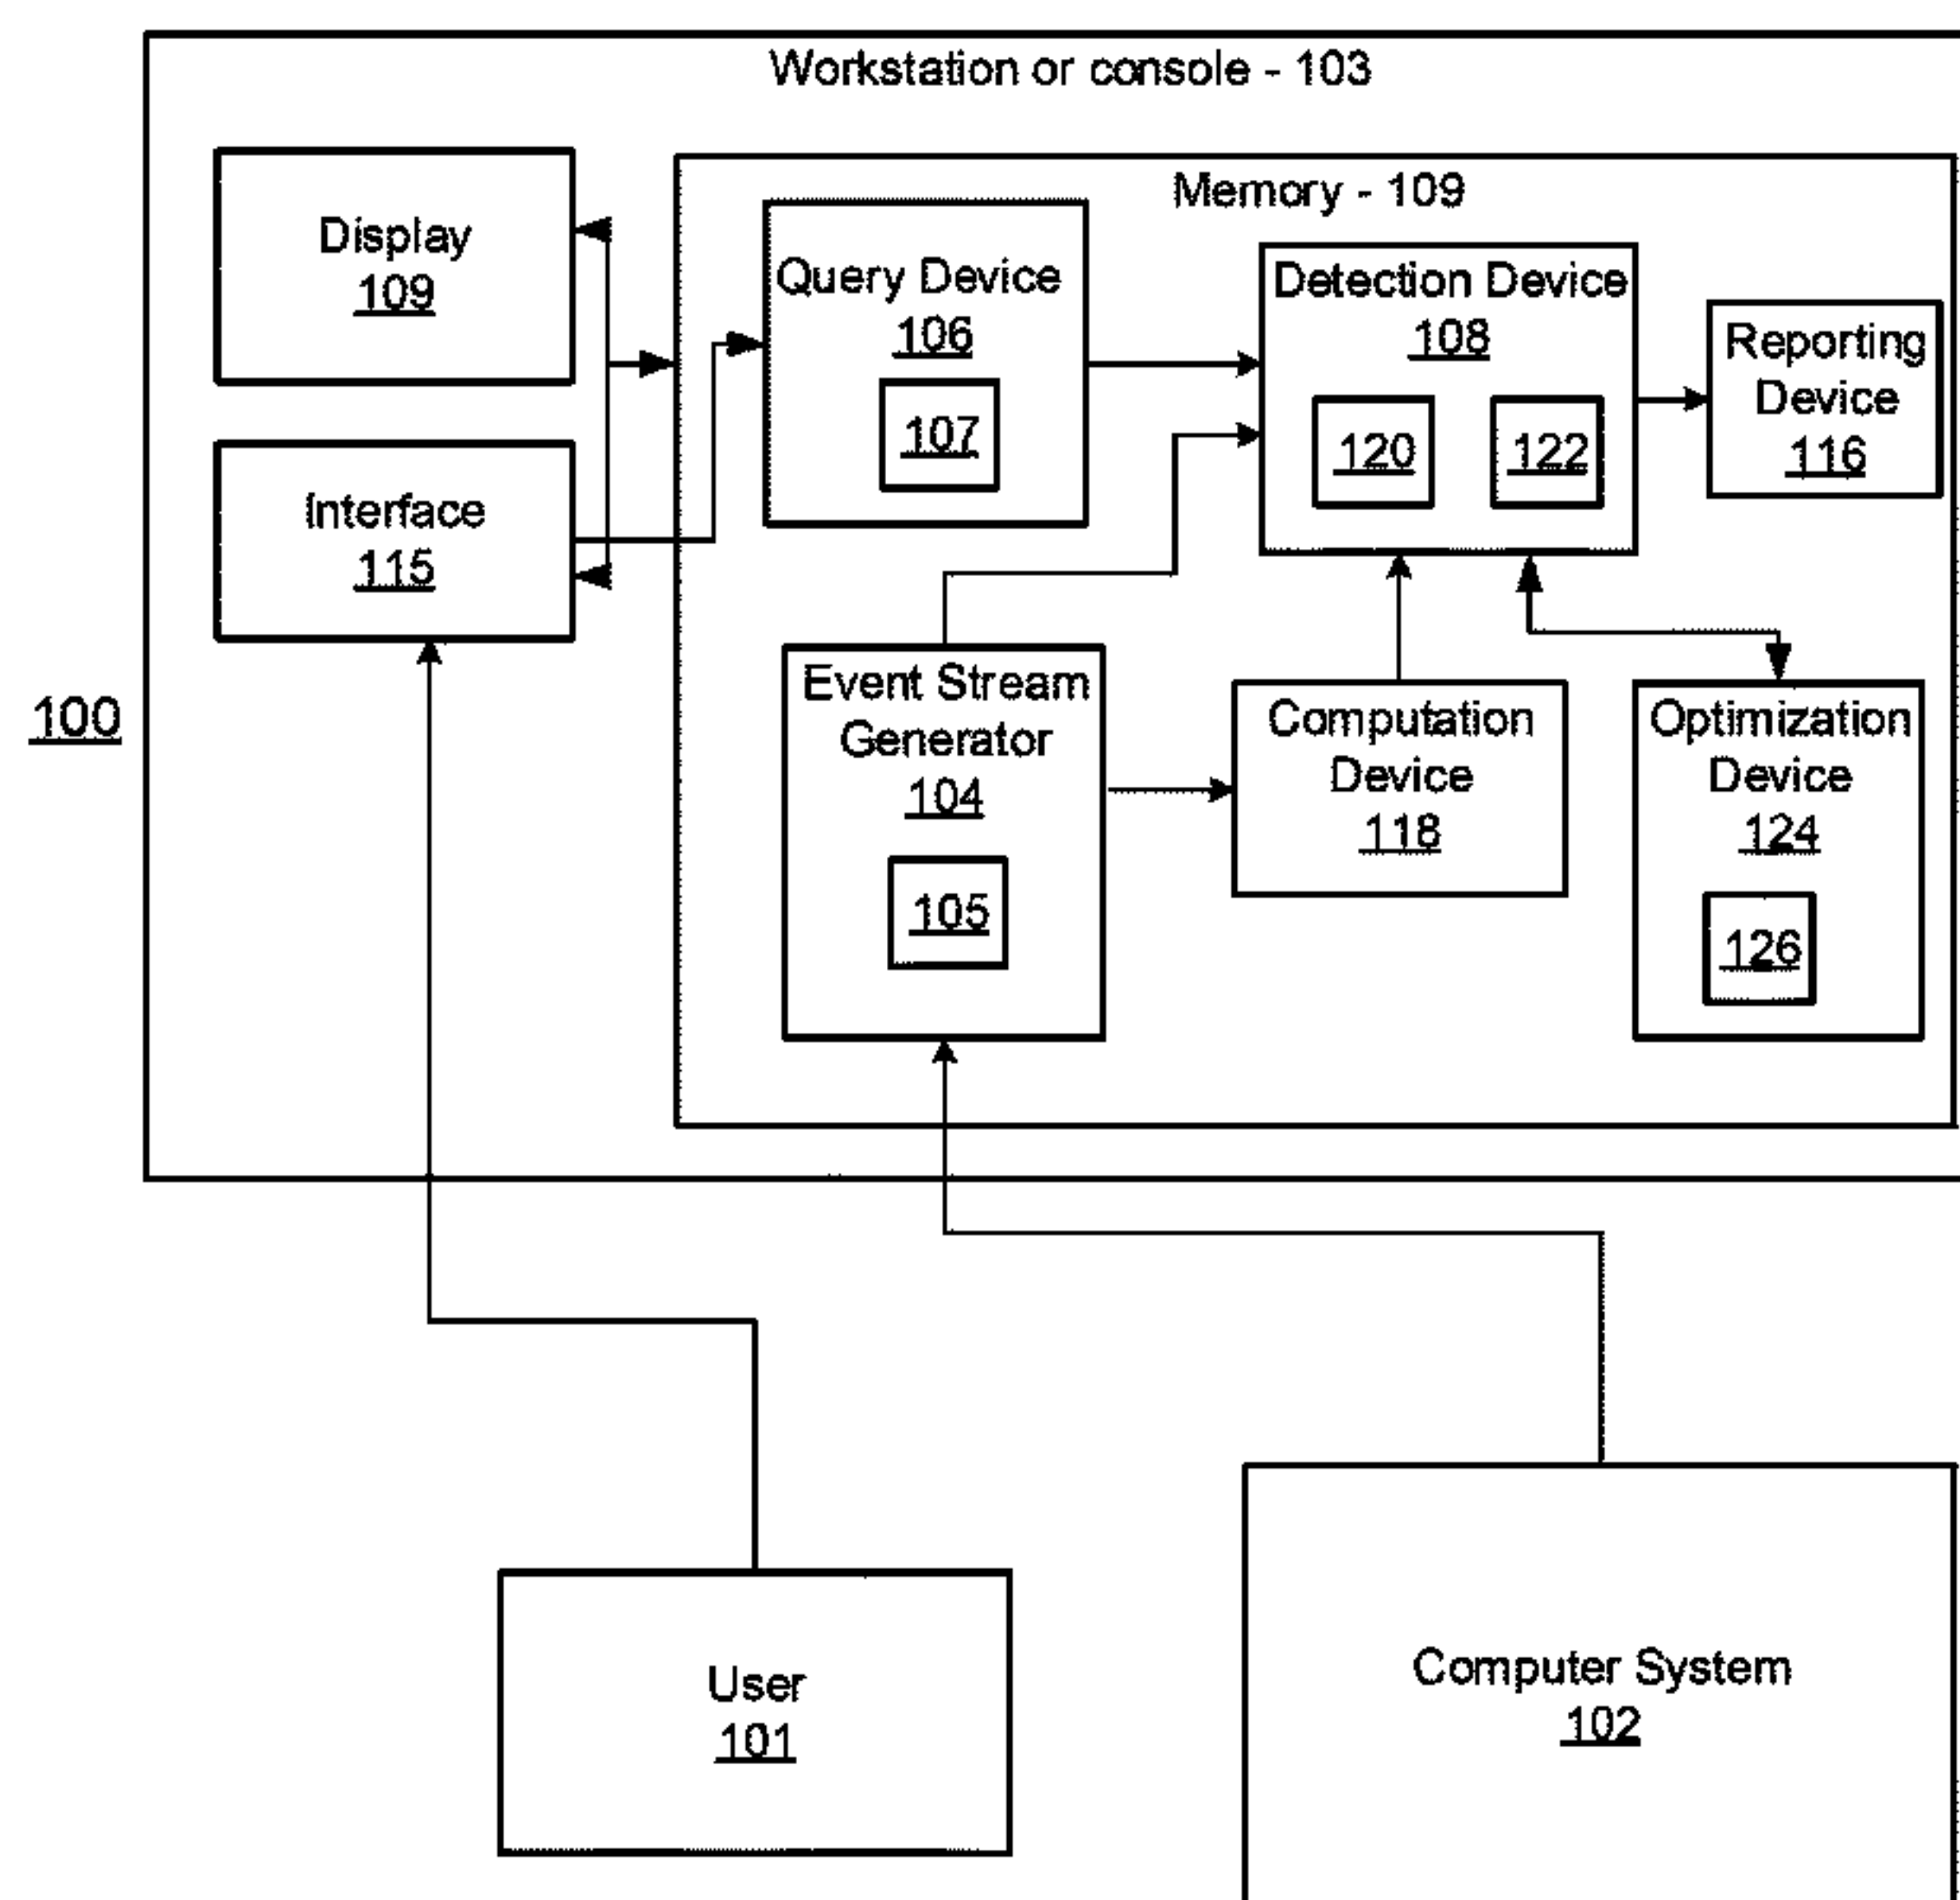 Workstation or console - 103
Memory - 109
Display
109
Query Device
106
107
Detection Device
108
120
122
Reporting
Device
116
Interface
115
100
Event Stream
Generator
104
105
Computation
Device
118
Optimization
Device
124
126
User
101
Computer System
102